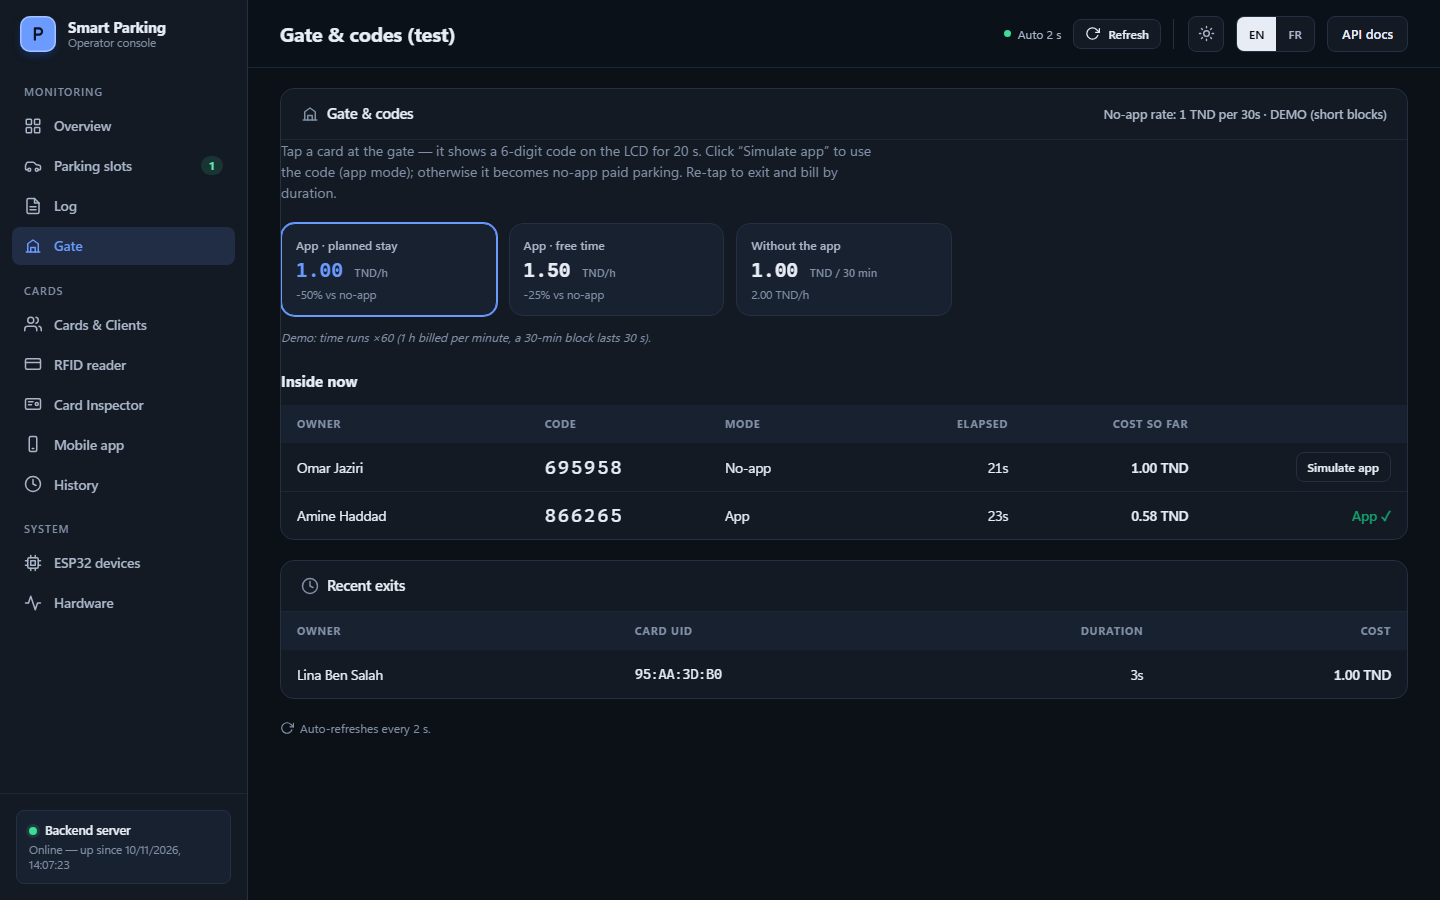 P
Smart Parking
Operator console
MONITORING
Overview
Parking slots 1
Log
Gate
CARDS
Cards & Clients
RFID reader
Card Inspector
Mobile app
History
SYSTEM
ESP32 devices
Hardware
Backend server
Online — up since 10/11/2026,
14:07:23
Gate & codes (test)
Auto 2 s
Refresh
EN FR
API docs
Gate & codes
No-app rate: 1 TND per 30s · DEMO (short blocks)
Tap a card at the gate — it shows a 6-digit code on the LCD for 20 s. Click “Simulate app” to use
the code (app mode); otherwise it becomes no-app paid parking. Re-tap to exit and bill by
duration.
App · planned stay
1.00 TND/h
-50% vs no-app
App · free time
1.50 TND/h
-25% vs no-app
Without the app
1.00 TND / 30 min
2.00 TND/h
Demo: time runs ×60 (1 h billed per minute, a 30-min block lasts 30 s).
Inside now
OWNER CODE MODE ELAPSED COST SO FAR
Omar Jaziri 695958 No-app 21s 1.00 TND Simulate app
Amine Haddad 866265 App 23s 0.58 TND App ✓
Recent exits
OWNER CARD UID DURATION COST
Lina Ben Salah 95:AA:3D:B0 3s 1.00 TND
Auto-refreshes every 2 s.